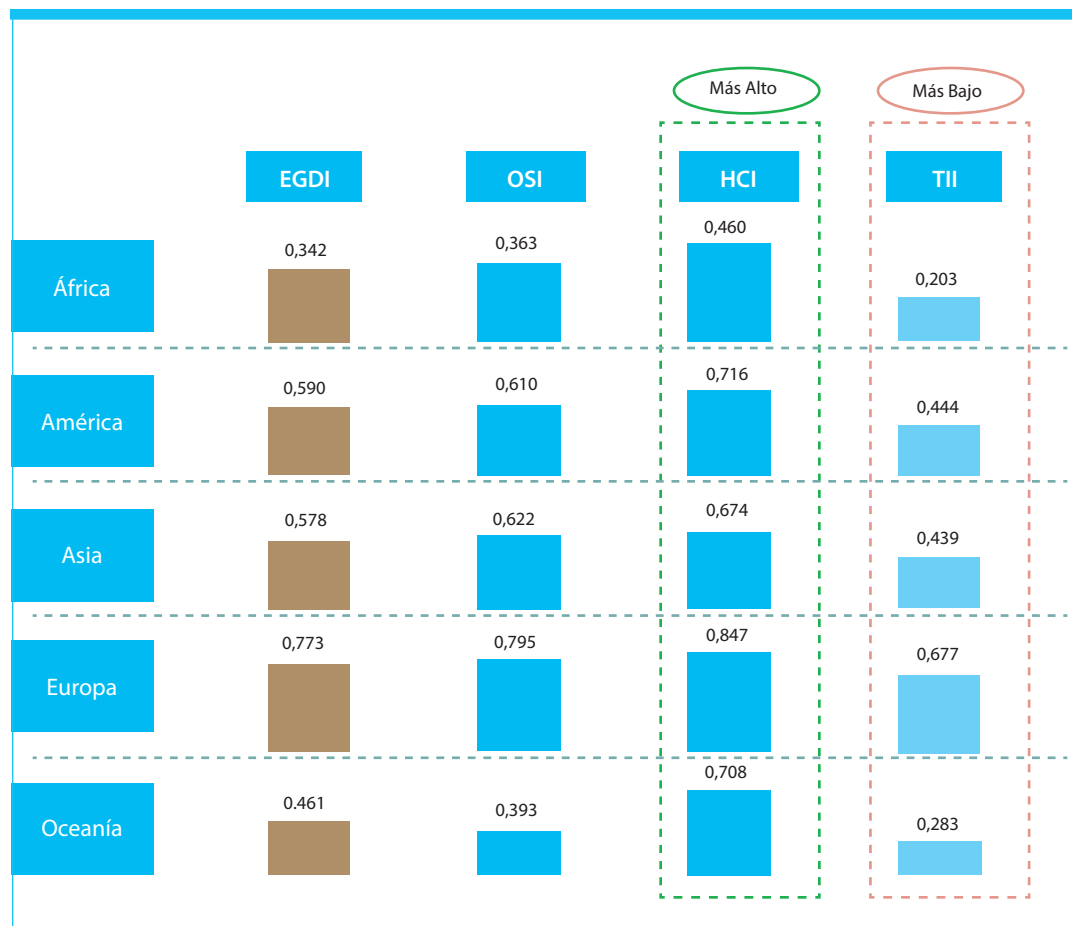 Más Alto
Más Bajo
EGDI
OSI
HCI
TII
África
0,342
0,363
0,460
0,203
América
0,590
0,610
0,716
0,444
Asia
0,578
0,622
0,674
0,439
Europa
0,773
0,795
0,847
0,677
Oceanía
0.461
0,393
0,708
0,283